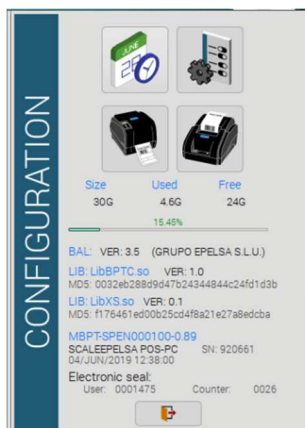 CONFIGURATION
JUNE
Size Used Free
30G 4.6G 24G
15.45%
BAL: VER: 3.5 (GRUPO EPELSA S.L.U.)
LIB: LibBPTC.so VER: 1.0
MD5: 0032eb288d9d47b24344844c24fd1d3b
LIB: LibXS.so VER: 0.1
MD5: f176461ed00b25cd4f8a21e27a8edcba
MBPT-SPEN000100-0.89
SCALEEPELSA POS-PC SN: 920661
04/JUN/2019 12:38:00
Electronic seal:
User: 0001475 Counter: 0026